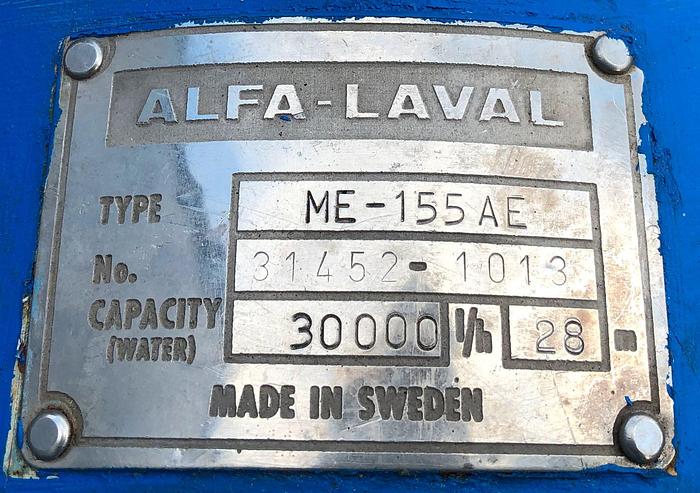 ALFA-LAVAL
TYPE ME-155AE
No. 31452-1013
CAPACITY (WATER) 30000 l/h 28 m
MADE IN SWEDEN